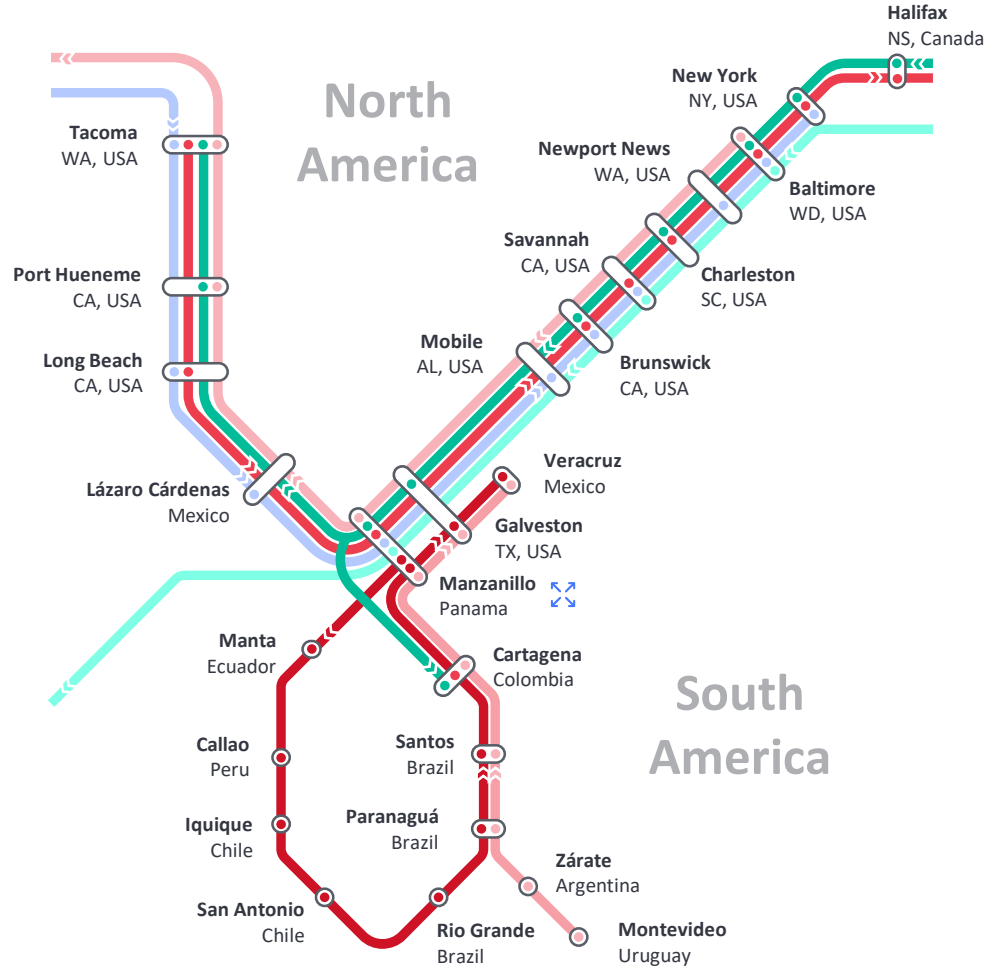 Halifax
NS, Canada
North
America
New York
NY, USA
Tacoma
WA, USA
Newport News
WA, USA
Baltimore
WD, USA
Savannah
CA, USA
Port Hueneme
CA, USA
Charleston
SC, USA
Mobile
AL, USA
Long Beach
CA, USA
Brunswick
CA, USA
Veracruz
Mexico
Lázaro Cárdenas
Mexico
Galveston
TX, USA
Manzanillo
Panama
Manta
Ecuador
Cartagena
Colombia
South
America
Callao
Peru
Santos
Brazil
Iquique
Chile
Paranaguá
Brazil
Zárate
Argentina
San Antonio
Chile
Rio Grande
Brazil
Montevideo
Uruguay